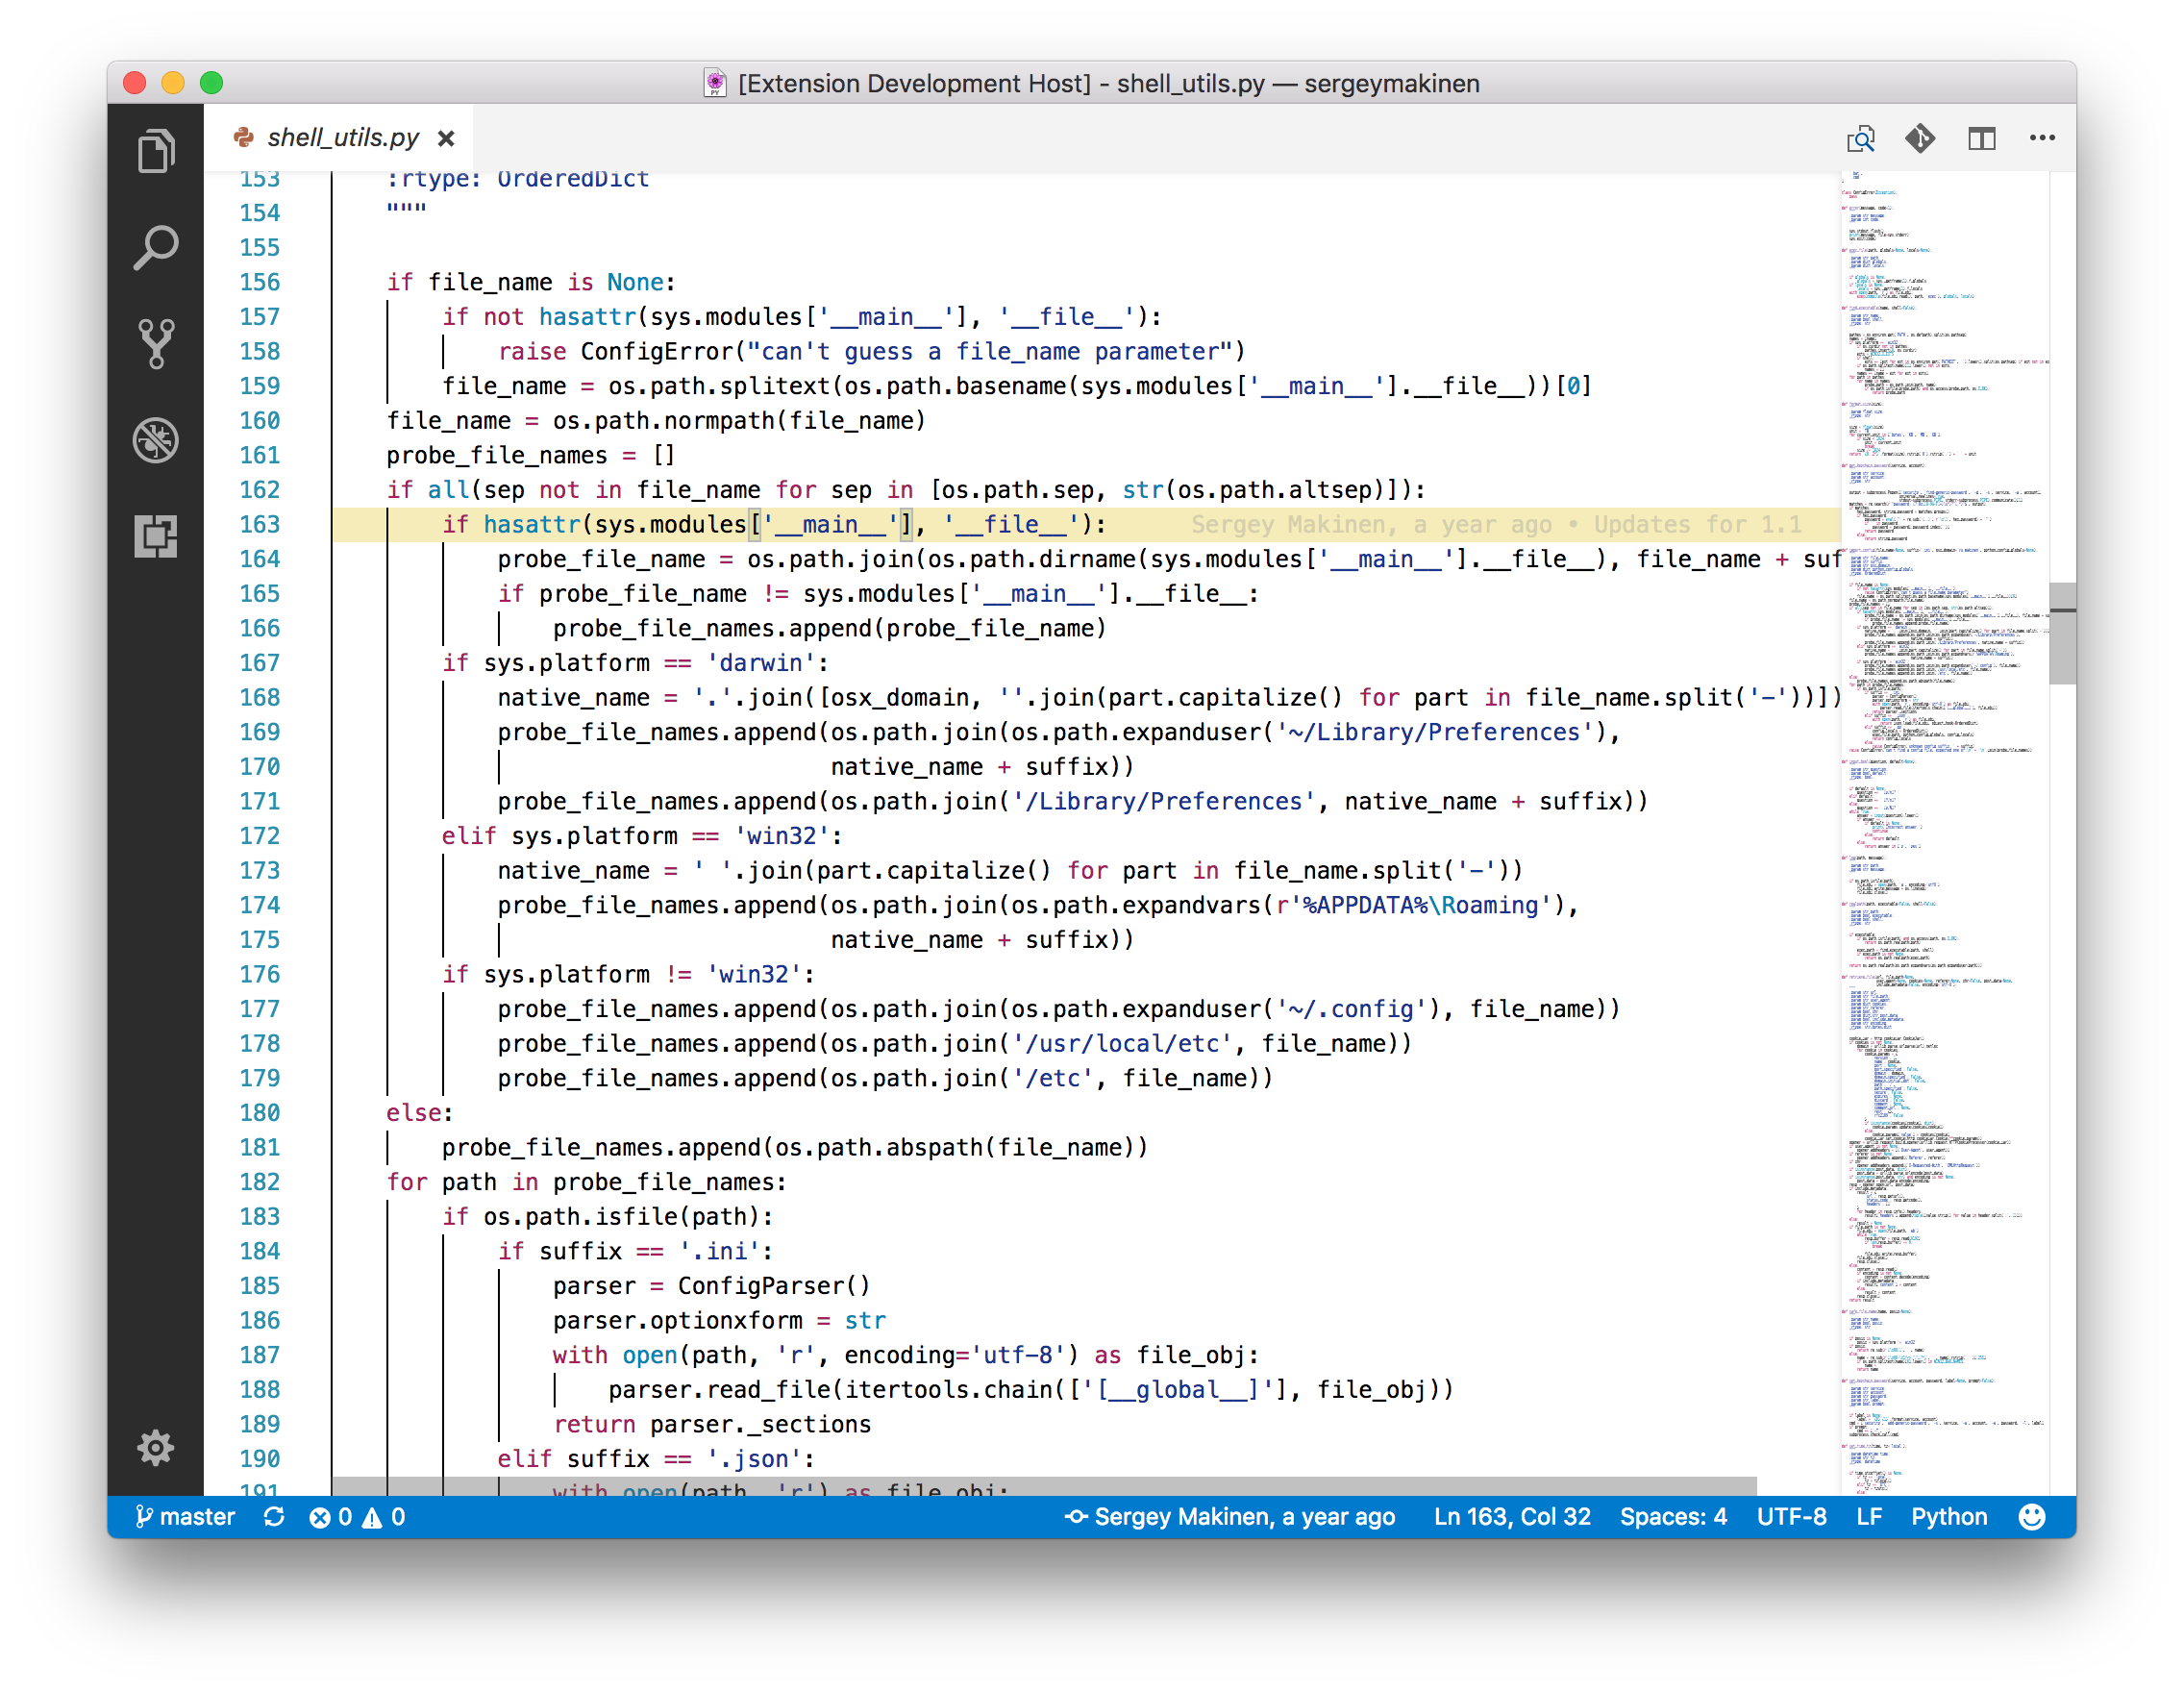 [Extension Development Host] - shell_utils.py — sergeymakinen
shell_utils.py
153 :rtype: OrderedDict
154 """
155
156 if file_name is None:
157 if not hasattr(sys.modules['__main__'], '__file__'):
158 raise ConfigError("can't guess a file_name parameter")
159 file_name = os.path.splitext(os.path.basename(sys.modules['__main__'].__file__))[0]
160 file_name = os.path.normpath(file_name)
161 probe_file_names = []
162 if all(sep not in file_name for sep in [os.path.sep, str(os.path.altsep)]):
163 if hasattr(sys.modules['__main__'], '__file__'): Sergey Makinen, a year ago • Updates for 1.1
164 probe_file_name = os.path.join(os.path.dirname(sys.modules['__main__'].__file__), file_name + suf
165 if probe_file_name != sys.modules['__main__'].__file__:
166 probe_file_names.append(probe_file_name)
167 if sys.platform == 'darwin':
168 native_name = '.'.join([osx_domain, ''.join(part.capitalize() for part in file_name.split('-'))])
169 probe_file_names.append(os.path.join(os.path.expanduser('~/Library/Preferences'),
170 native_name + suffix))
171 probe_file_names.append(os.path.join('/Library/Preferences', native_name + suffix))
172 elif sys.platform == 'win32':
173 native_name = ' '.join(part.capitalize() for part in file_name.split('-'))
174 probe_file_names.append(os.path.join(os.path.expandvars(r'%APPDATA%\Roaming'),
175 native_name + suffix))
176 if sys.platform != 'win32':
177 probe_file_names.append(os.path.join(os.path.expanduser('~/.config'), file_name))
178 probe_file_names.append(os.path.join('/usr/local/etc', file_name))
179 probe_file_names.append(os.path.join('/etc', file_name))
180 else:
181 probe_file_names.append(os.path.abspath(file_name))
182 for path in probe_file_names:
183 if os.path.isfile(path):
184 if suffix == '.ini':
185 parser = ConfigParser()
186 parser.optionxform = str
187 with open(path, 'r', encoding='utf-8') as file_obj:
188 parser.read_file(itertools.chain(['[__global__]'], file_obj))
189 return parser._sections
190 elif suffix == '.json':
191 with open(path, 'r') as file_obj:
master 0 0 Sergey Makinen, a year ago Ln 163, Col 32 Spaces: 4 UTF-8 LF Python